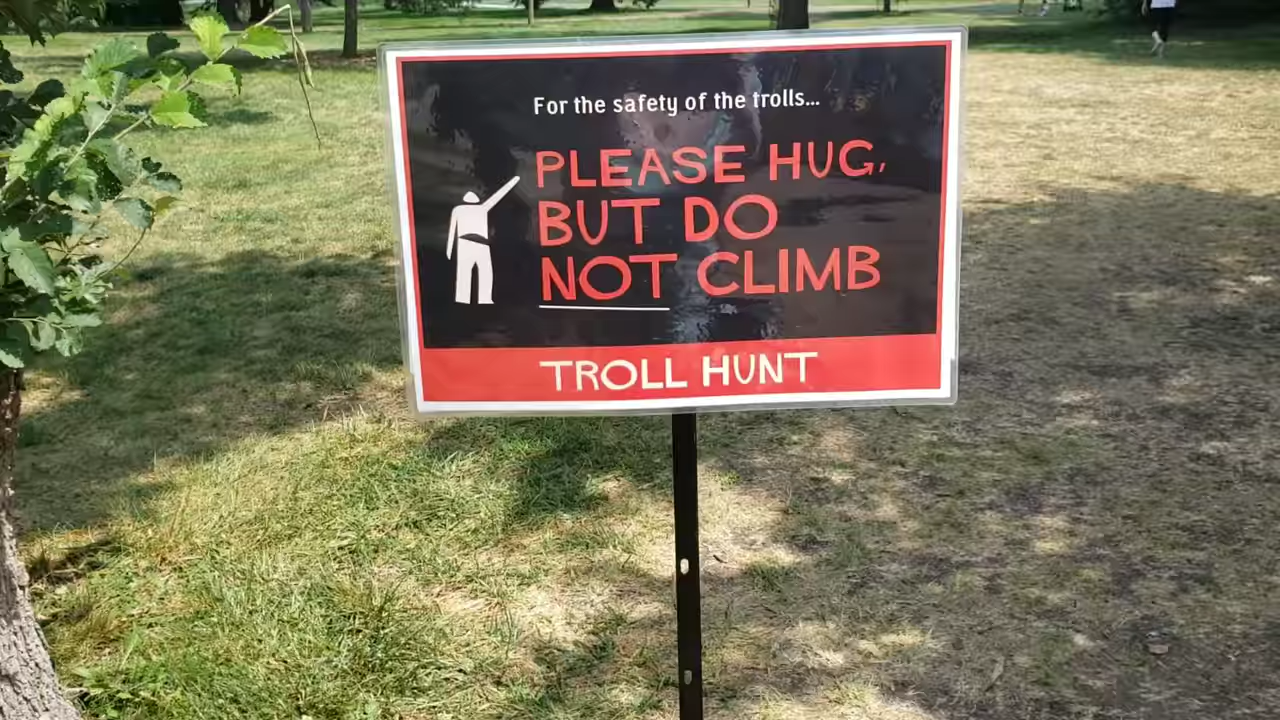 For the safety of the trolls...
PLEASE HUG,
BUT DO
NOT CLIMB
TROLL HUNT